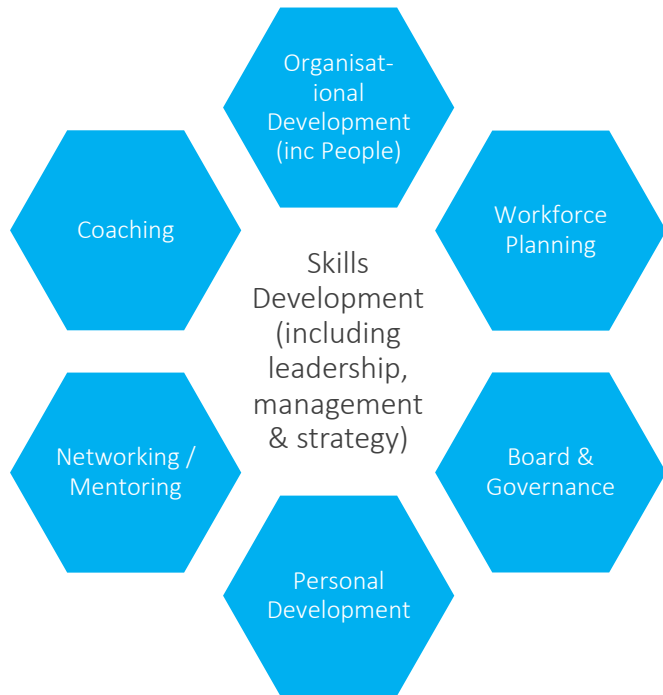 Organisat-
ional
Development
(inc People)
Workforce
Planning
Board &
Governance
Personal
Development
Networking /
Mentoring
Coaching
Skills
Development
(including
leadership,
management
& strategy)